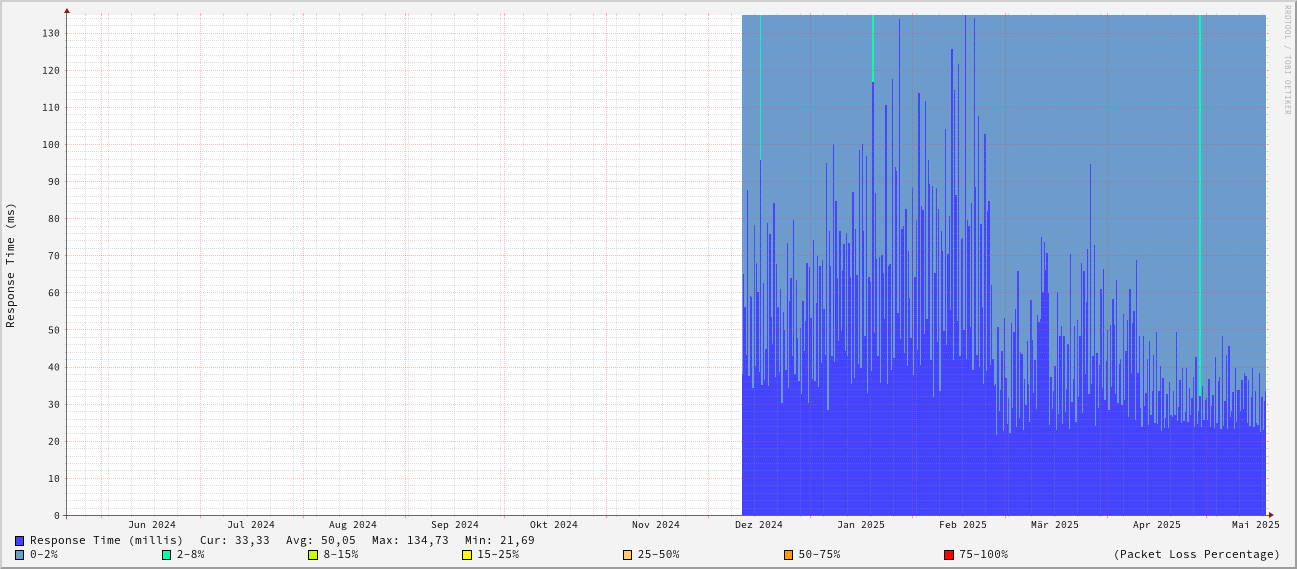 RRDTOOL / TOBI OETIKER
Response Time (ms)
130
120
110
100
90
80
70
60
50
40
30
20
10
0
Jun 2024 Jul 2024 Aug 2024 Sep 2024 Okt 2024 Nov 2024 Dez 2024 Jan 2025 Feb 2025 Mär 2025 Apr 2025 Mai 2025
Response Time (millis) Cur: 33,33 Avg: 50,05 Max: 134,73 Min: 21,69
0-2% 2-8% 8-15% 15-25% 25-50% 50-75% 75-100% (Packet Loss Percentage)